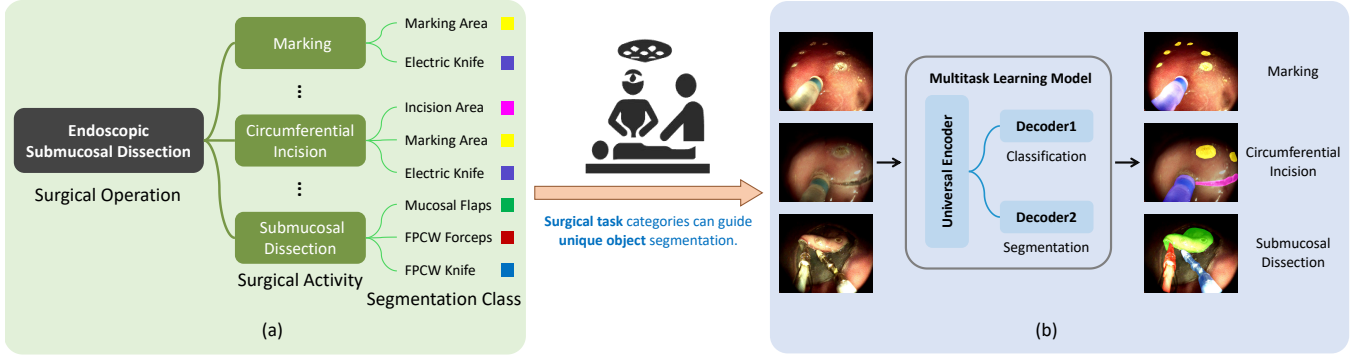 Endoscopic
Submucosal Dissection
Surgical Operation
Marking
⋮
Circumferential
Incision
⋮
Submucosal
Dissection
Surgical Activity
Marking Area
Electric Knife
Incision Area
Marking Area
Electric Knife
Mucosal Flaps
FPCW Forceps
FPCW Knife
Segmentation Class
(a)
Surgical task categories can guide
unique object segmentation.
Multitask Learning Model
Universal Encoder
Decoder1
Classification
Decoder2
Segmentation
Marking
Circumferential
Incision
Submucosal
Dissection
(b)